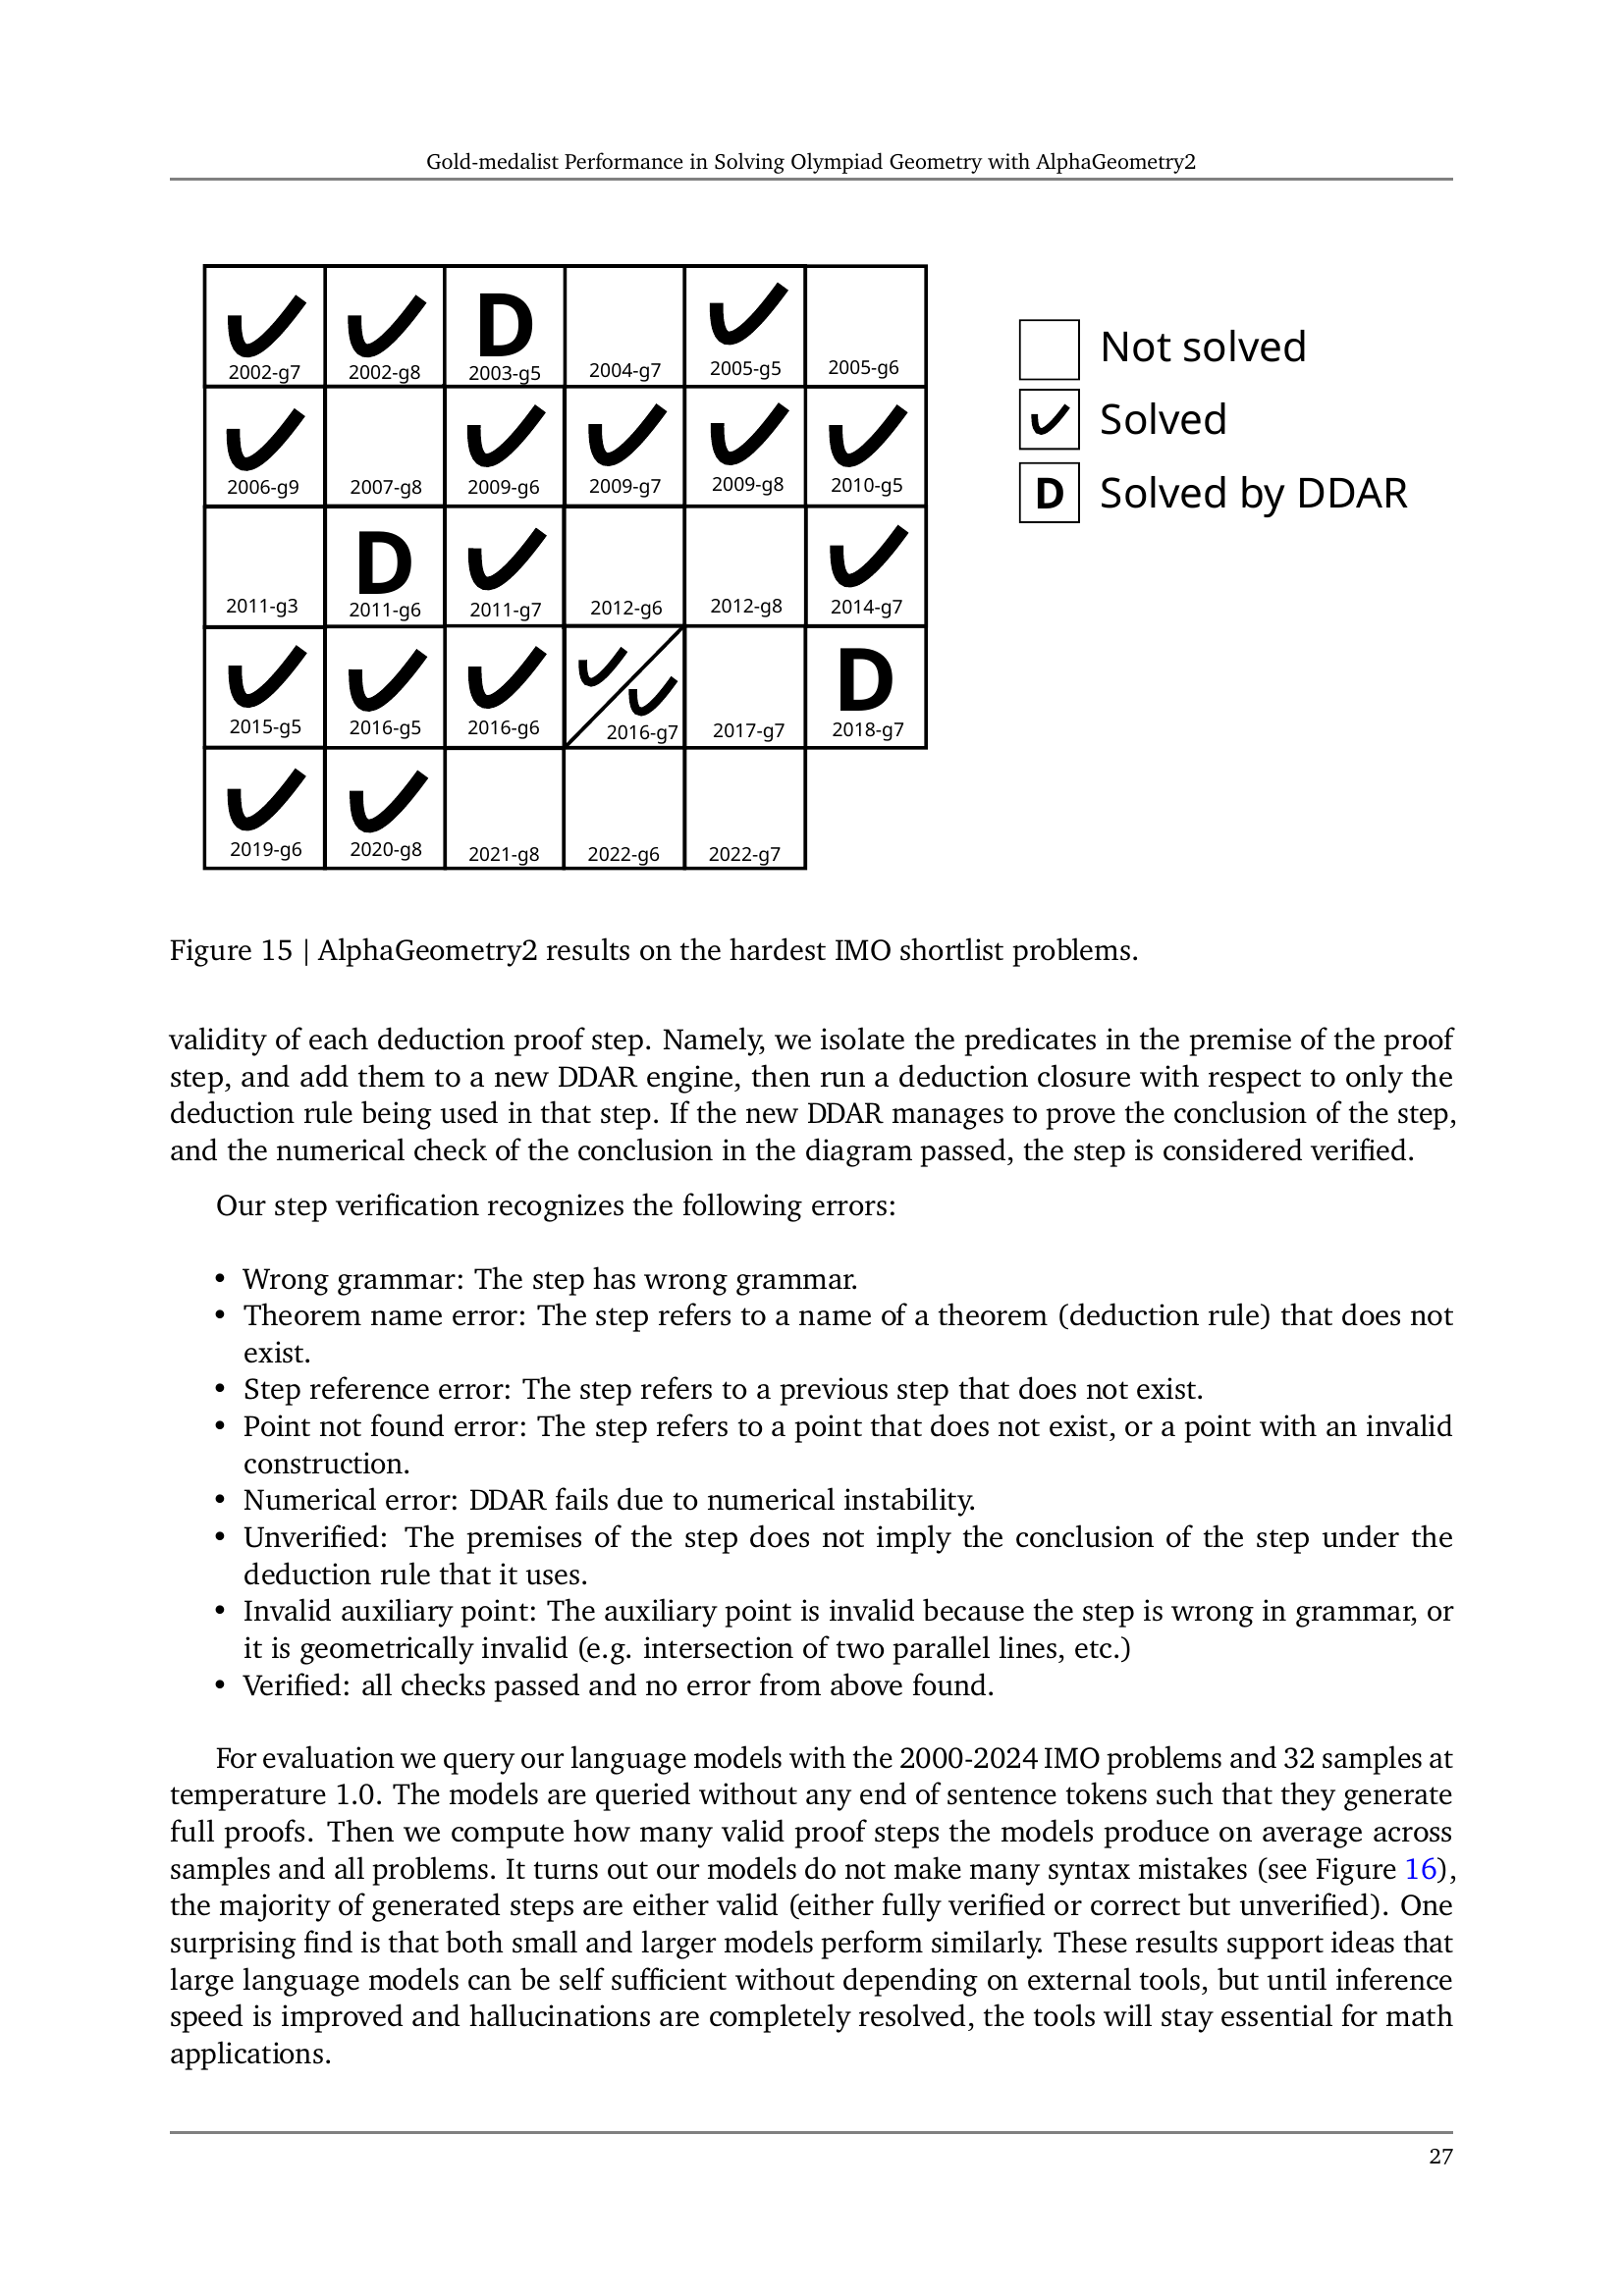 Gold-medalist Performance in Solving Olympiad Geometry with AlphaGeometry2
D
2002-g7 2002-g8 2003-g5 2004-g7 2005-g5 2005-g6
2006-g9 2007-g8 2009-g6 2009-g7 2009-g8 2010-g5
D
2011-g3 2011-g6 2011-g7 2012-g6 2012-g8 2014-g7
D
2015-g5 2016-g5 2016-g6 2016-g7 2017-g7 2018-g7
2019-g6 2020-g8 2021-g8 2022-g6 2022-g7
Not solved
Solved
D Solved by DDAR
Figure 15 | AlphaGeometry2 results on the hardest IMO shortlist problems.
validity of each deduction proof step. Namely, we isolate the predicates in the premise of the proof
step, and add them to a new DDAR engine, then run a deduction closure with respect to only the
deduction rule being used in that step. If the new DDAR manages to prove the conclusion of the step,
and the numerical check of the conclusion in the diagram passed, the step is considered verified.
Our step verification recognizes the following errors:
• Wrong grammar: The step has wrong grammar.
• Theorem name error: The step refers to a name of a theorem (deduction rule) that does not
exist.
• Step reference error: The step refers to a previous step that does not exist.
• Point not found error: The step refers to a point that does not exist, or a point with an invalid
construction.
• Numerical error: DDAR fails due to numerical instability.
• Unverified: The premises of the step does not imply the conclusion of the step under the
deduction rule that it uses.
• Invalid auxiliary point: The auxiliary point is invalid because the step is wrong in grammar, or
it is geometrically invalid (e.g. intersection of two parallel lines, etc.)
• Verified: all checks passed and no error from above found.
For evaluation we query our language models with the 2000-2024 IMO problems and 32 samples at
temperature 1.0. The models are queried without any end of sentence tokens such that they generate
full proofs. Then we compute how many valid proof steps the models produce on average across
samples and all problems. It turns out our models do not make many syntax mistakes (see Figure 16),
the majority of generated steps are either valid (either fully verified or correct but unverified). One
surprising find is that both small and larger models perform similarly. These results support ideas that
large language models can be self sufficient without depending on external tools, but until inference
speed is improved and hallucinations are completely resolved, the tools will stay essential for math
applications.
27